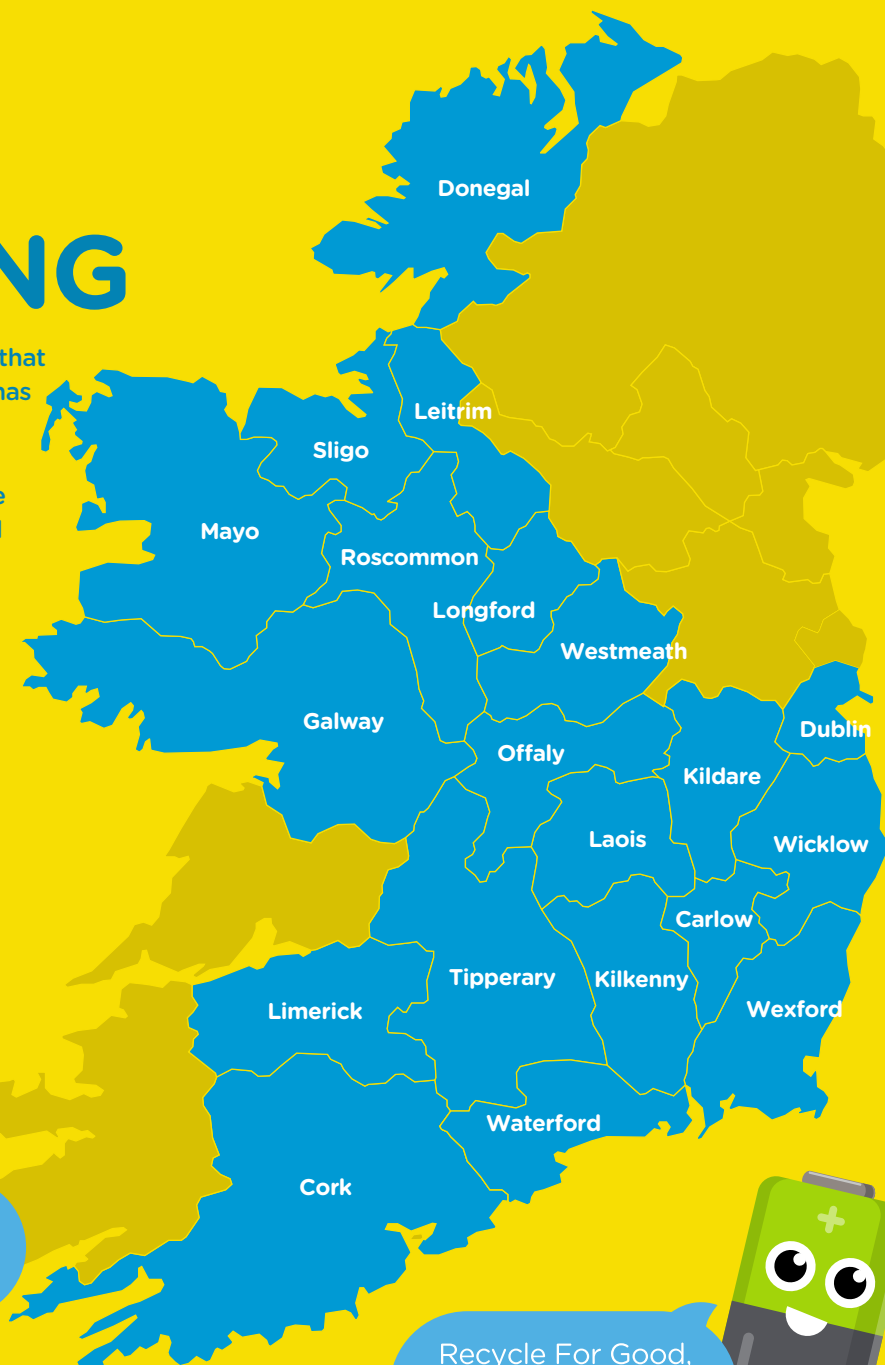 Donegal
NG
that
has
Leitrim
Sligo
e
Mayo
Roscommon
Longford
Westmeath
Galway
Dublin
Offaly
Kildare
Laois
Wicklow
Carlow
Tipperary
Kilkenny
Limerick
Wexford
Waterford
Cork
Recycle For Good,